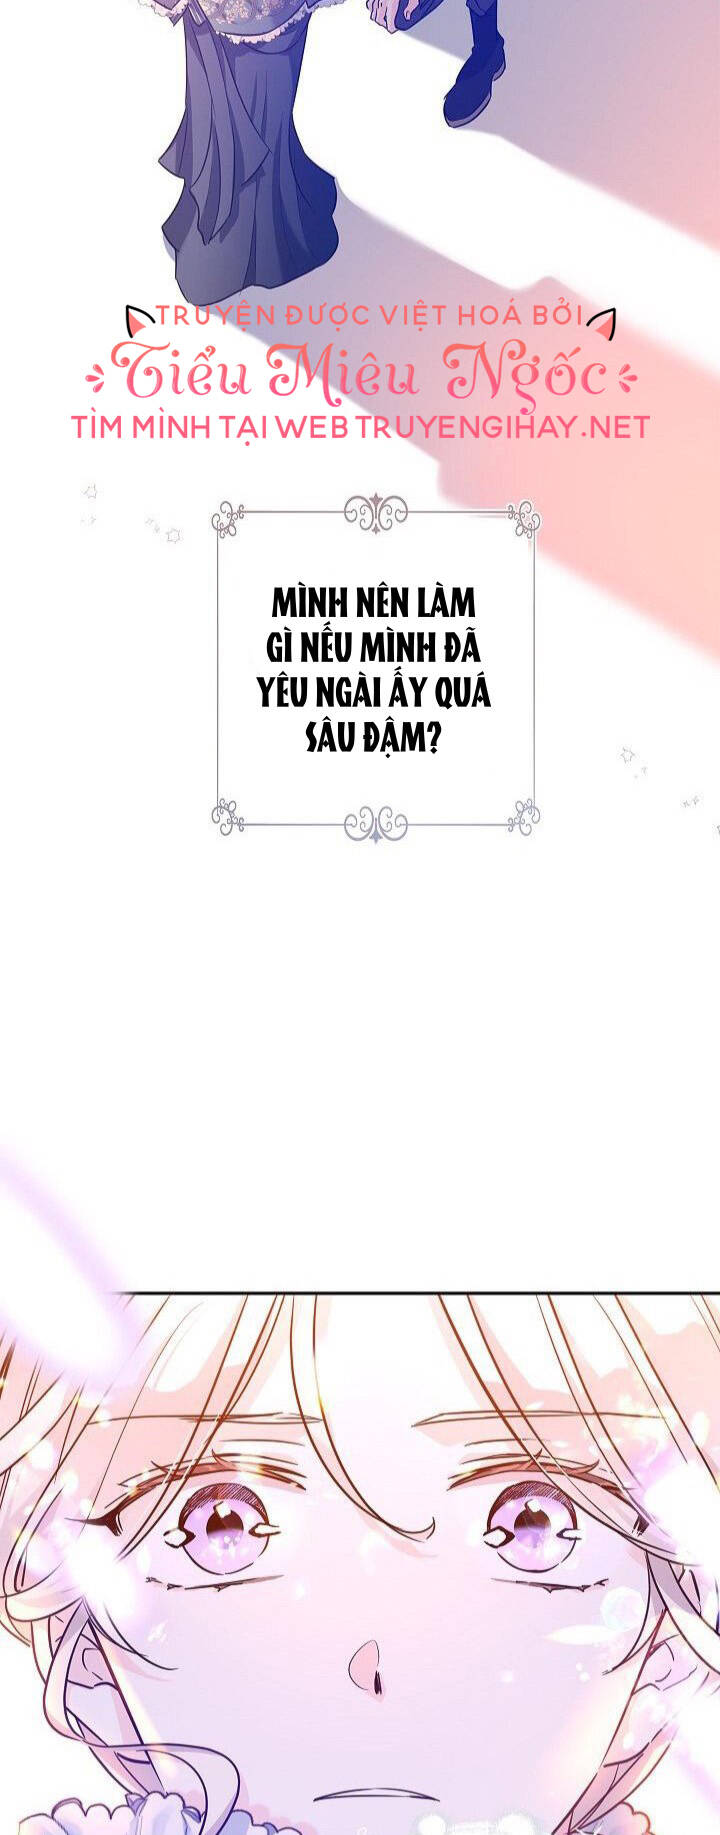 TRUYỆN ĐƯỢC VIỆT HOÁ BỞI
Tiểu Miêu Ngốc
TÌM MÌNH TẠI WEB TRUYENGIHAY.NET
MÌNH NÊN LÀM
GÌ NẾU MÌNH ĐÃ
YÊU NGÀI ẤY QUÁ
SÂU ĐẬM?